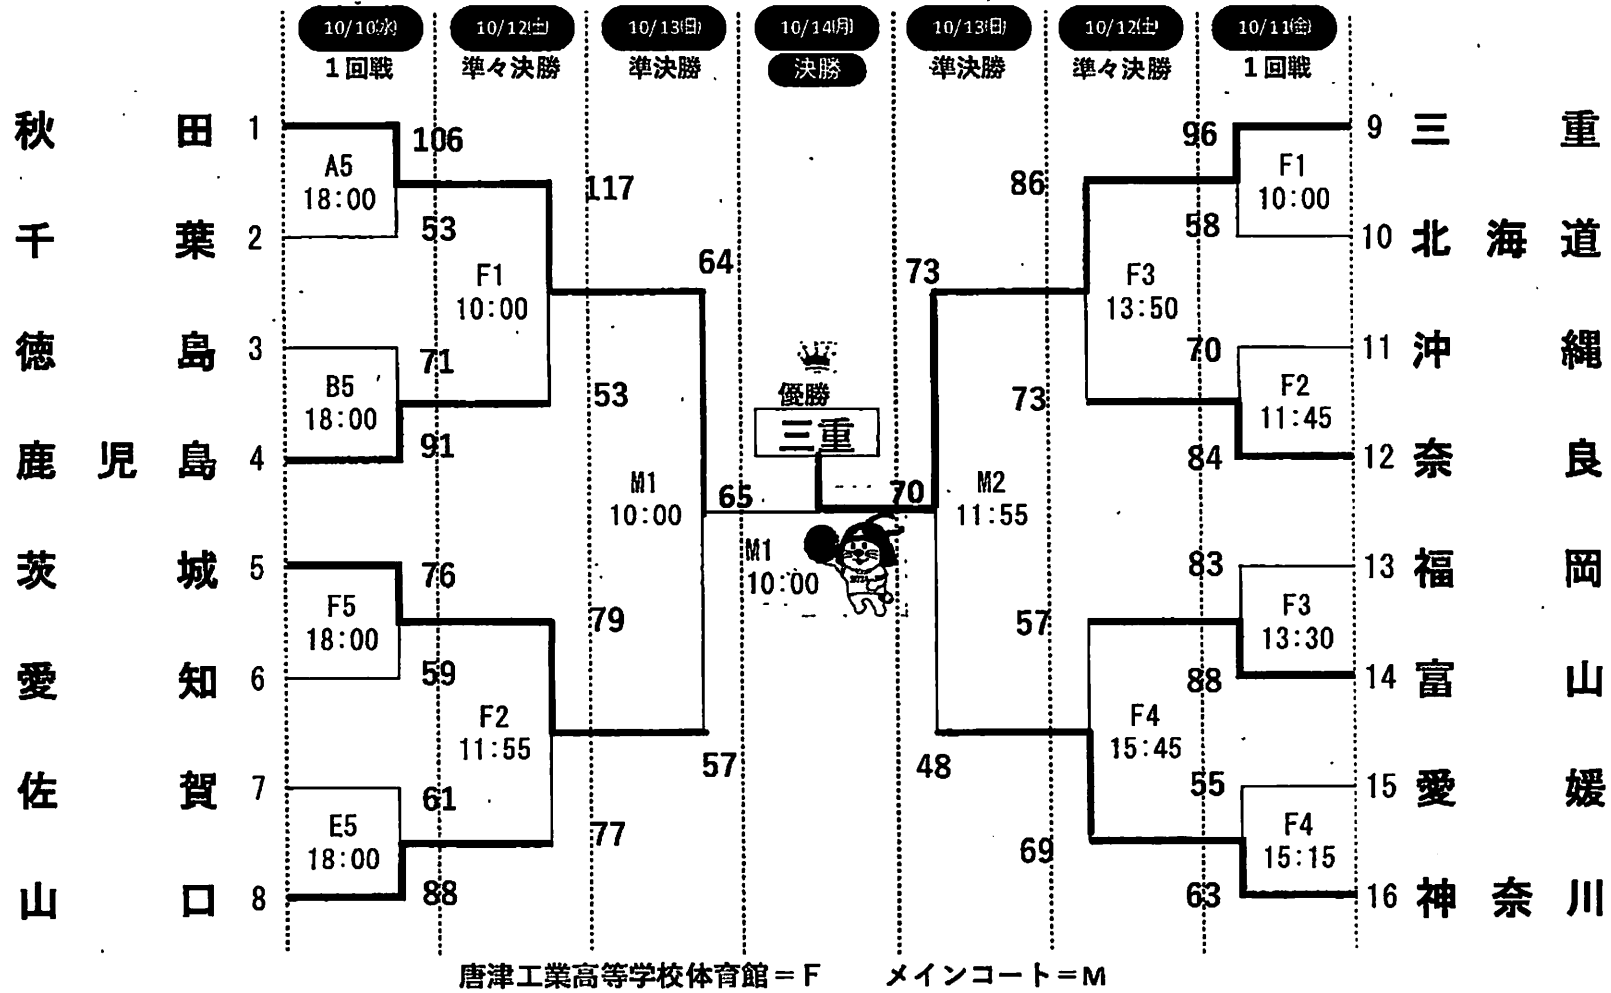 10/10(水) 10/12(土) 10/13(日) 10/14(月) 10/13(日) 10/12(土) 10/11(金)
1回戦 準々決勝 準決勝 決勝 準決勝 準々決勝 1回戦
秋田 1 106 96 9 三重
A5 117 86 F1
18:00 10:00
千葉 2 53 58 10 北海道
F1 64 73 F3
10:00 13:50
徳島 3 71 70 11 沖縄
B5 53 優勝 73 F2
18:00 三重 11:45
鹿児島 4 91 84 12 奈良
M1 65 70 M2
10:00 11:55
M1
10:00
茨城 5 76 83 13 福岡
F5 79 57 F3
18:00 13:30
愛知 6 59 88 14 富山
F2 57 48 F4
11:55 15:45
佐賀 7 61 55 15 愛媛
E5 77 69 F4
18:00 15:15
山口 8 88 63 16 神奈川
唐津工業高等学校体育館=F メインコート=M